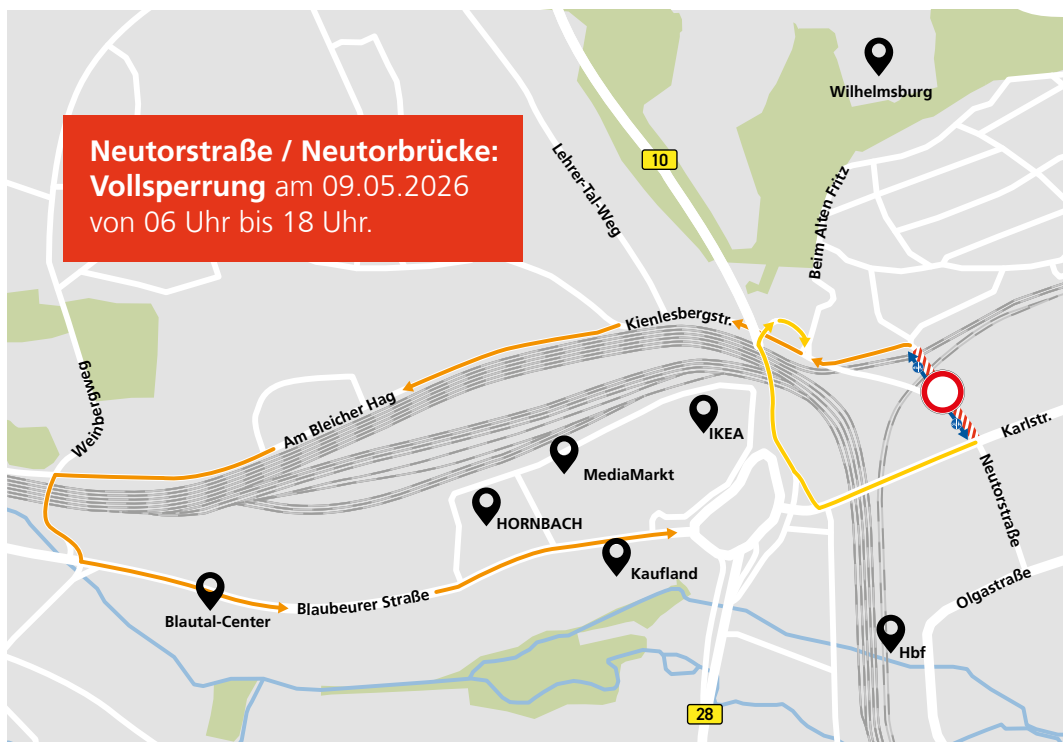 Neutorstraße / Neutorbrücke:
Vollsperrung am 09.05.2026
von 06 Uhr bis 18 Uhr.
Wilhelmsburg
10
Lehrer-Tal-Weg
Beim Alten Fritz
Kienlesbergstr.
Weinbergweg
Am Bleicher Hag
IKEA
Karlstr.
MediaMarkt
Neutorstraße
HORNBACH
Kaufland
Blaubeurer Straße
Olgastraße
Blautal-Center
Hbf
28